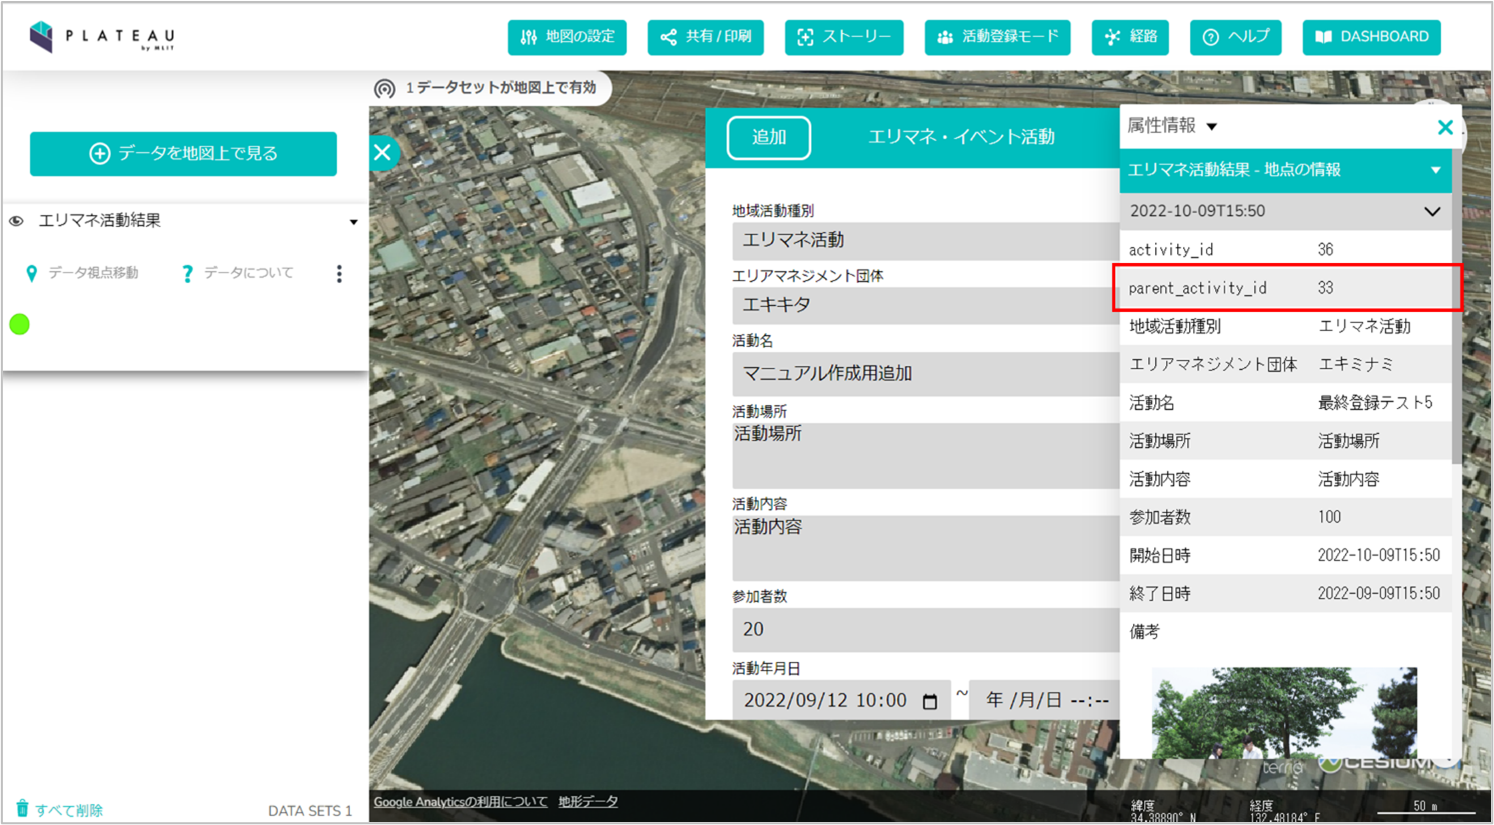 PLATEAU
by MLIT
地図の設定
共有 / 印刷
ストーリー
活動登録モード
経路
ヘルプ
DASHBOARD
1 データセットが地図上で有効
データを地図上で見る
エリマネ活動結果
データ視点移動
データについて
すべて削除
DATA SETS 1
追加
エリマネ・イベント活動
地域活動種別
エリマネ活動
エリアマネジメント団体
エキキタ
活動名
マニュアル作成用追加
活動場所
活動場所
活動内容
活動内容
参加者数
20
活動年月日
2022/09/12 10:00 ~ 年 /月/日 --:--
属性情報
エリマネ活動結果 - 地点の情報
2022-10-09T15:50
activity_id 36
parent_activity_id 33
地域活動種別 エリマネ活動
エリアマネジメント団体 エキミナミ
活動名 最終登録テスト5
活動場所 活動場所
活動内容 活動内容
参加者数 100
開始日時 2022-10-09T15:50
終了日時 2022-09-09T15:50
備考
terria CESIUM
Google Analyticsの利用について 地形データ
緯度 経度 50 m
34.38890° N 132.48184° E